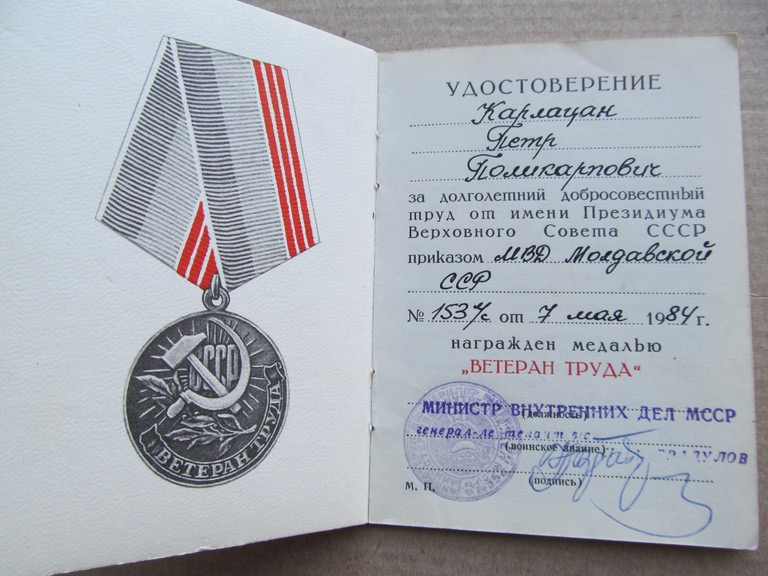 СССР
ВЕТЕРАН ТРУДА
УДОСТОВЕРЕНИЕ
Карлацан
Петр
Поликарпович
за долголетний добросовестный
труд от имени Президиума
Верховного Совета СССР
приказом МВД Молдавской
ССР
№ 153 л/с от 7 мая 1984 г.
награжден медалью
„ВЕТЕРАН ТРУДА“
МИНИСТР ВНУТРЕННИХ ДЕЛ МССР
(должность)
(воинское звание)
(подпись)
М. П.